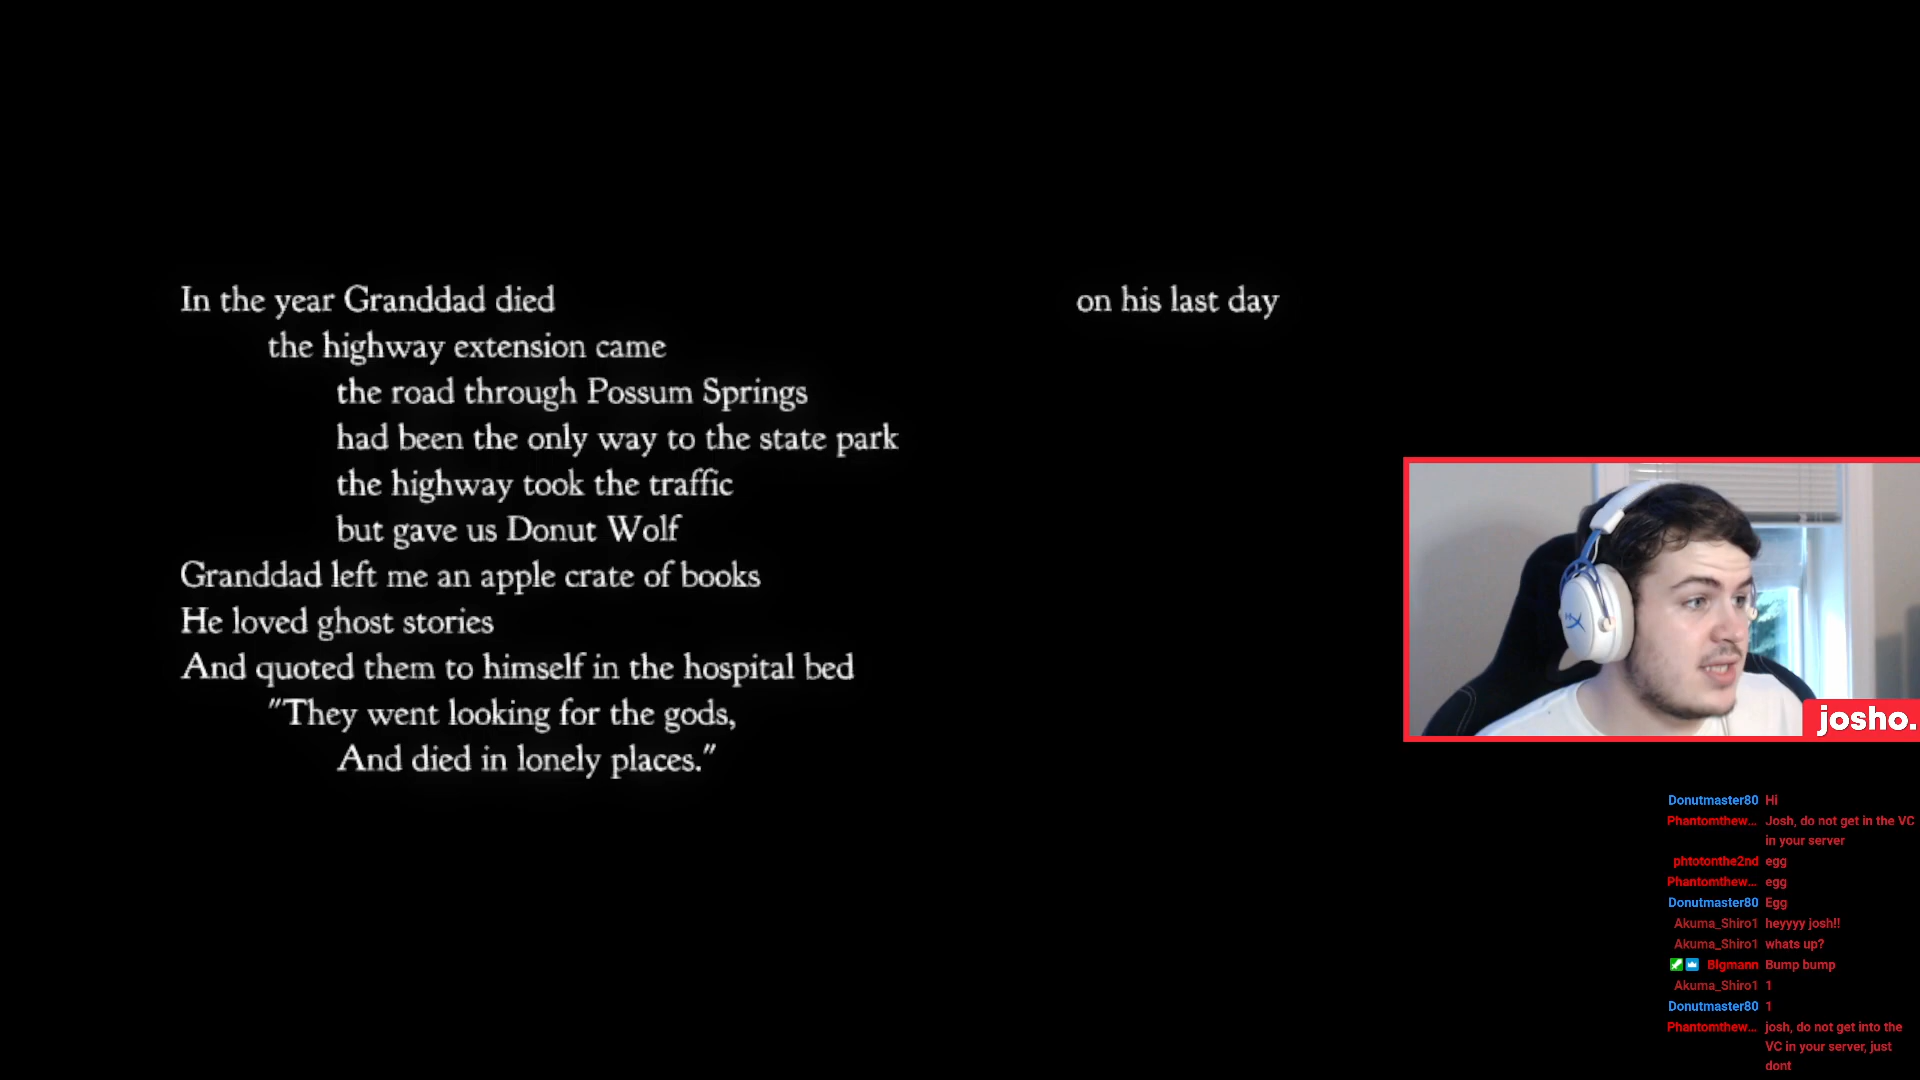 In the year Granddad died
the highway extension came
the road through Possum Springs
had been the only way to the state park
the highway took the traffic
but gave us Donut Wolf
Granddad left me an apple crate of books
He loved ghost stories
And quoted them to himself in the hospital bed
"They went looking for the gods,
And died in lonely places."
on his last day
josho.
Donutmaster80 Hi
Phantomthew... Josh, do not get in the VC
in your server
phtotonthe2nd egg
Phantomthew... egg
Donutmaster80 Egg
Akuma_Shiro1 heyyyy josh!!
Akuma_Shiro1 whats up?
Bigmann Bump bump
Akuma_Shiro1 1
Donutmaster80 1
Phantomthew... josh, do not get into the
VC in your server, just
dont